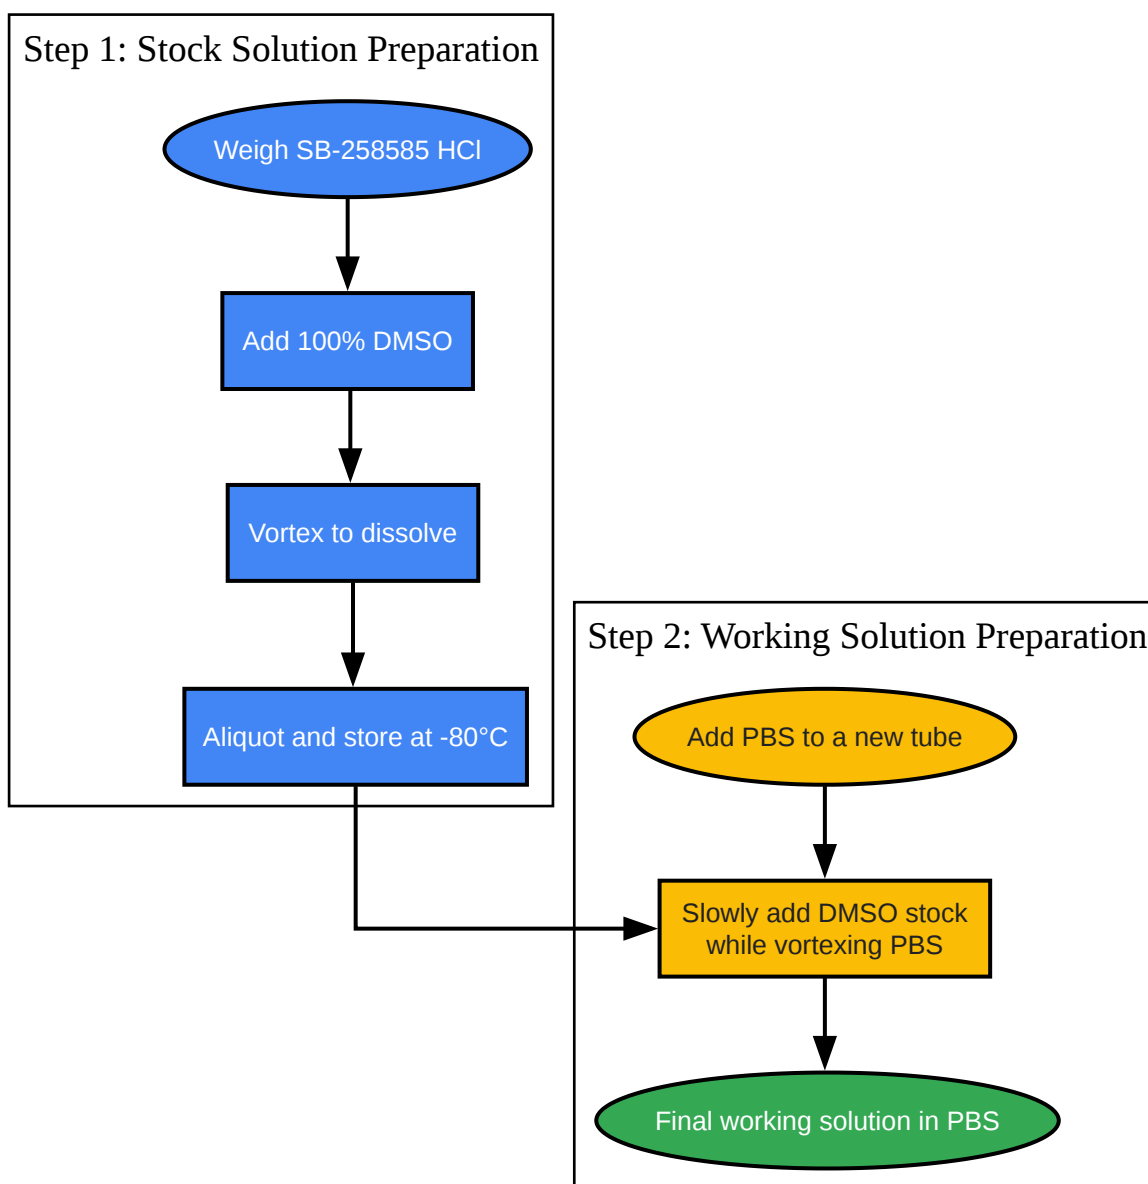 Step 1: Stock Solution Preparation
Weigh SB-258585 HCl
Add 100% DMSO
Vortex to dissolve
Aliquot and store at -80°C
Step 2: Working Solution Preparation
Add PBS to a new tube
Slowly add DMSO stock
while vortexing PBS
Final working solution in PBS